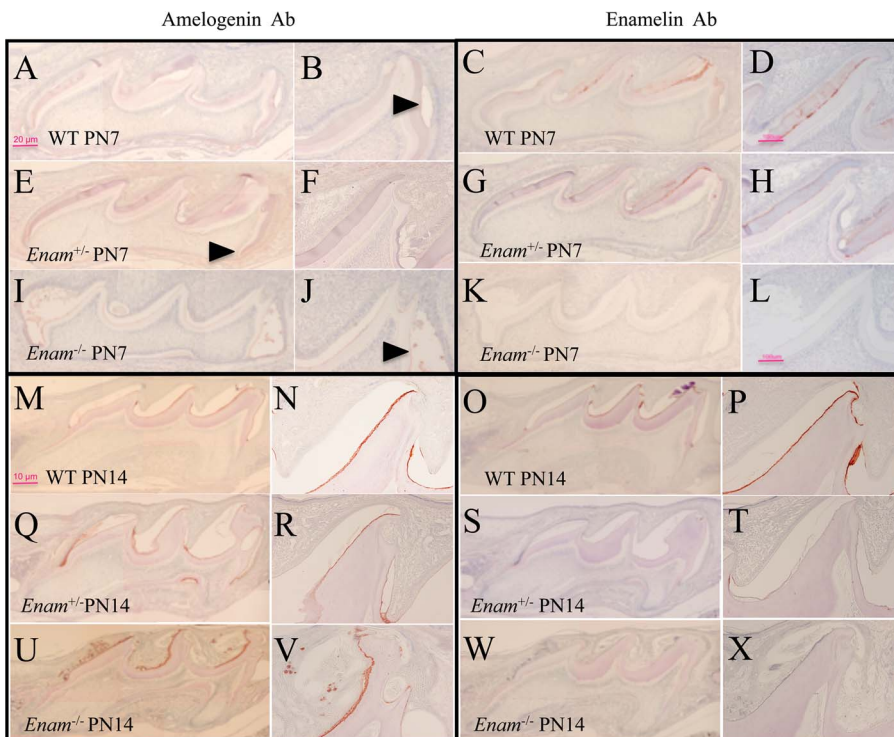 Amelogenin Ab
Enamelin Ab
A
B
C
D
20 μm
WT PN7
WT PN7
E
F
G
H
Enam+/- PN7
Enam+/- PN7
I
J
K
L
Enam-/- PN7
Enam-/- PN7
100μm
M
N
O
P
10 μm
WT PN14
WT PN14
Q
R
S
T
Enam+/-PN14
Enam+/- PN14
U
V
W
X
Enam-/- PN14
Enam-/- PN14